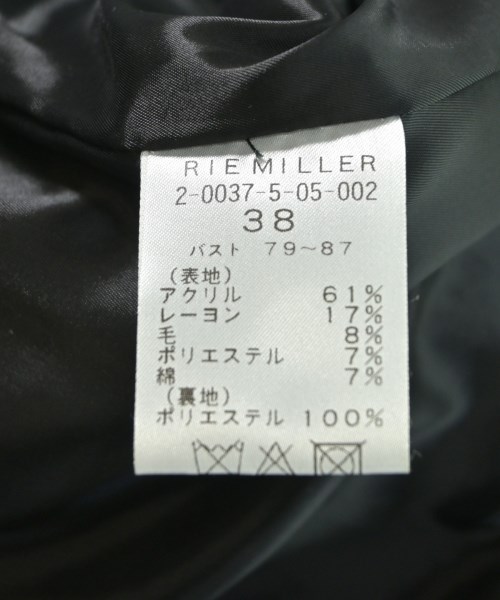 RIEMILLER
2-0037-5-05-002
38
バスト 79~87
(表地)
アクリル 61%
レーヨン 17%
毛 8%
ポリエステル 7%
綿 7%
(裏地)
ポリエステル 100%